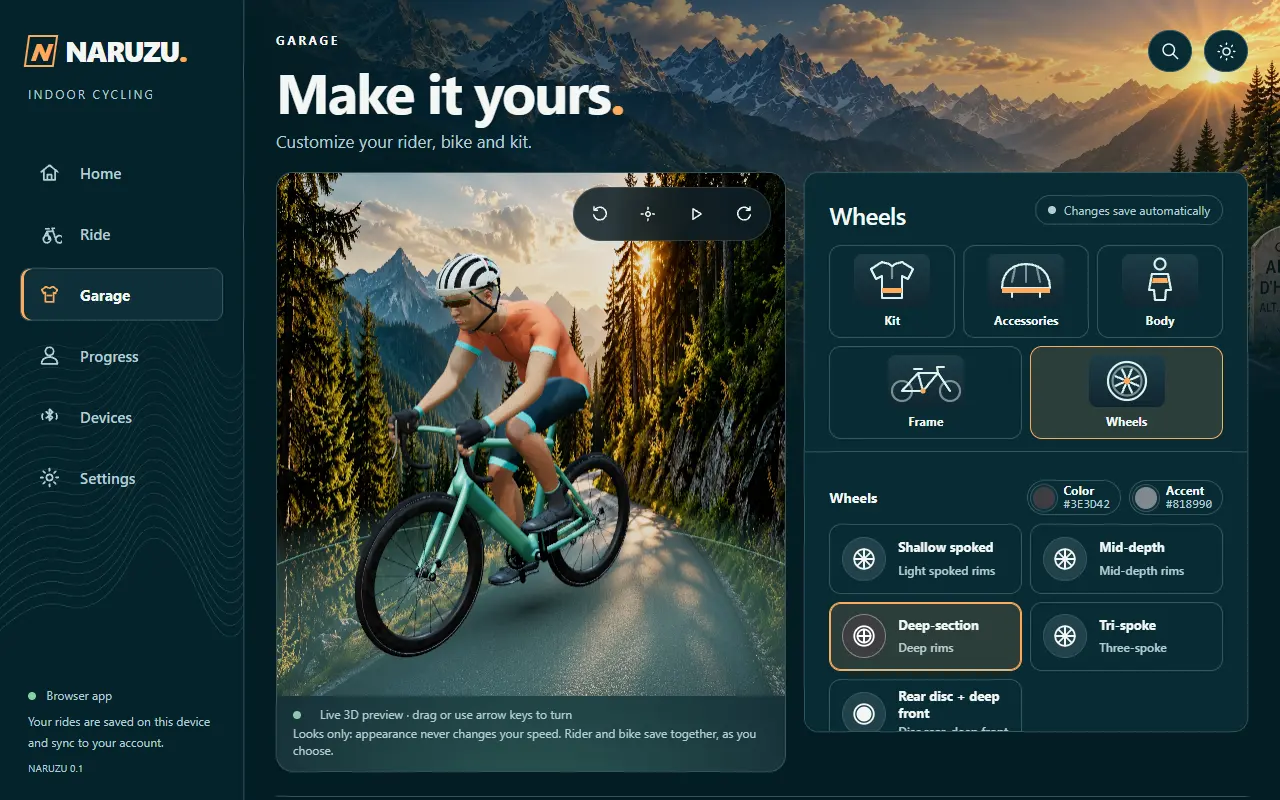 NARUZU.
INDOOR CYCLING
Home
Ride
Garage
Progress
Devices
Settings
Browser app
Your rides are saved on this device
and sync to your account.
NARUZU 0.1
GARAGE
Make it yours.
Customize your rider, bike and kit.
Live 3D preview · drag or use arrow keys to turn
Looks only: appearance never changes your speed. Rider and bike save together, as you
choose.
Wheels
Changes save automatically
Kit
Accessories
Body
Frame
Wheels
Wheels
Color
#3E3D42
Accent
#818990
Shallow spoked
Light spoked rims
Mid-depth
Mid-depth rims
Deep-section
Deep rims
Tri-spoke
Three-spoke
Rear disc + deep
front